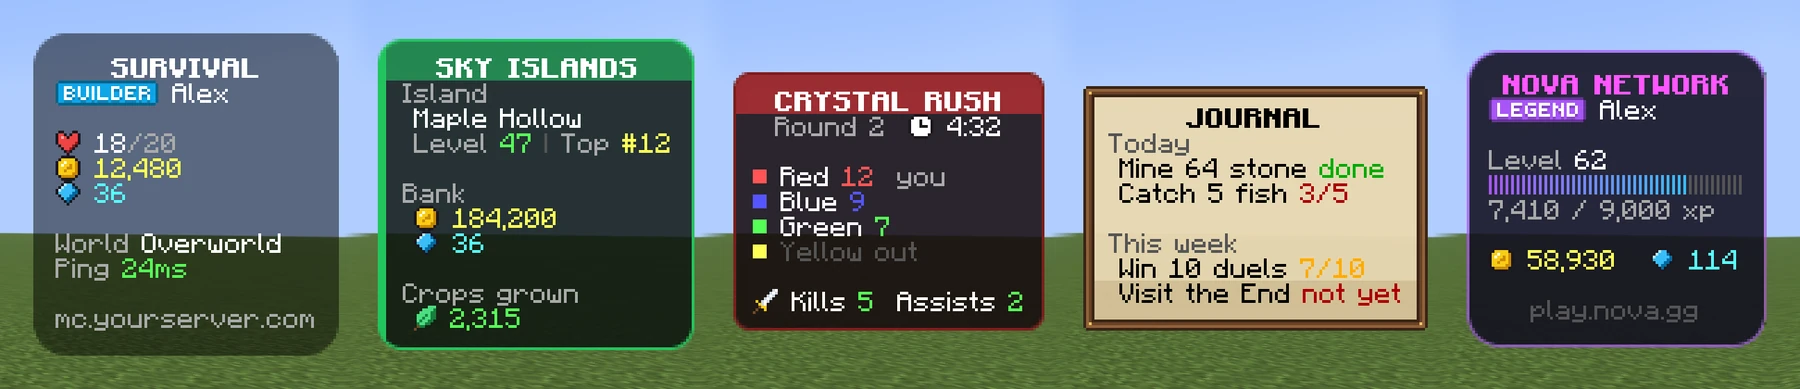 SURVIVAL
BUILDER Alex
18/20
12,480
36
World Overworld
Ping 24ms
mc.yourserver.com
SKY ISLANDS
Island
Maple Hollow
Level 47 | Top #12
Bank
184,200
36
Crops grown
2,315
CRYSTAL RUSH
Round 2 4:32
Red 12 you
Blue 9
Green 7
Yellow out
Kills 5 Assists 2
JOURNAL
Today
Mine 64 stone done
Catch 5 fish 3/5
This week
Win 10 duels 7/10
Visit the End not yet
NOVA NETWORK
LEGEND Alex
Level 62
7,410 / 9,000 xp
58,930 114
play.nova.gg